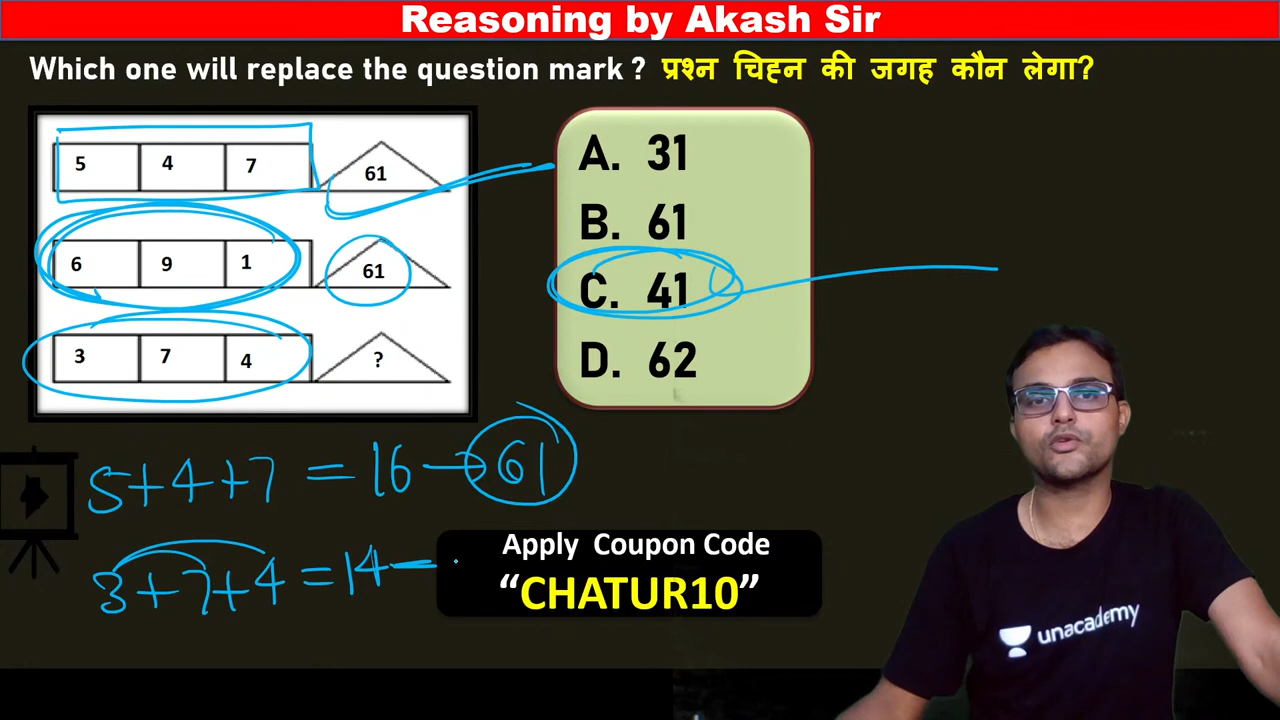 Reasoning by Akash Sir
Which one will replace the question mark ? प्रश्न चिह्न की जगह कौन लेगा?
5 4 7 61
6 9 1 61
3 7 4 ?
A. 31
B. 61
C. 41
D. 62
5+4+7 = 16 → 61
3+7+4 = 14 -
Apply Coupon Code
“CHATUR10”
unacademy